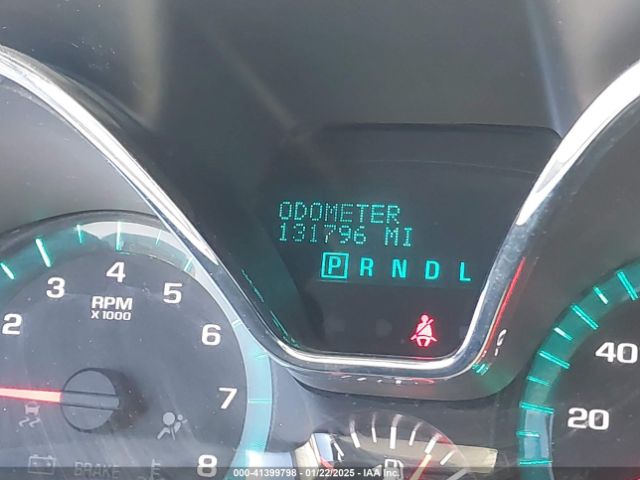 ODOMETER
131796 MI
P R N D L
2 3 4 5 6 7 8
RPM
X 1000
BRAKE
40
20
000-41399798 - 01/22/2025 - IAA Inc.